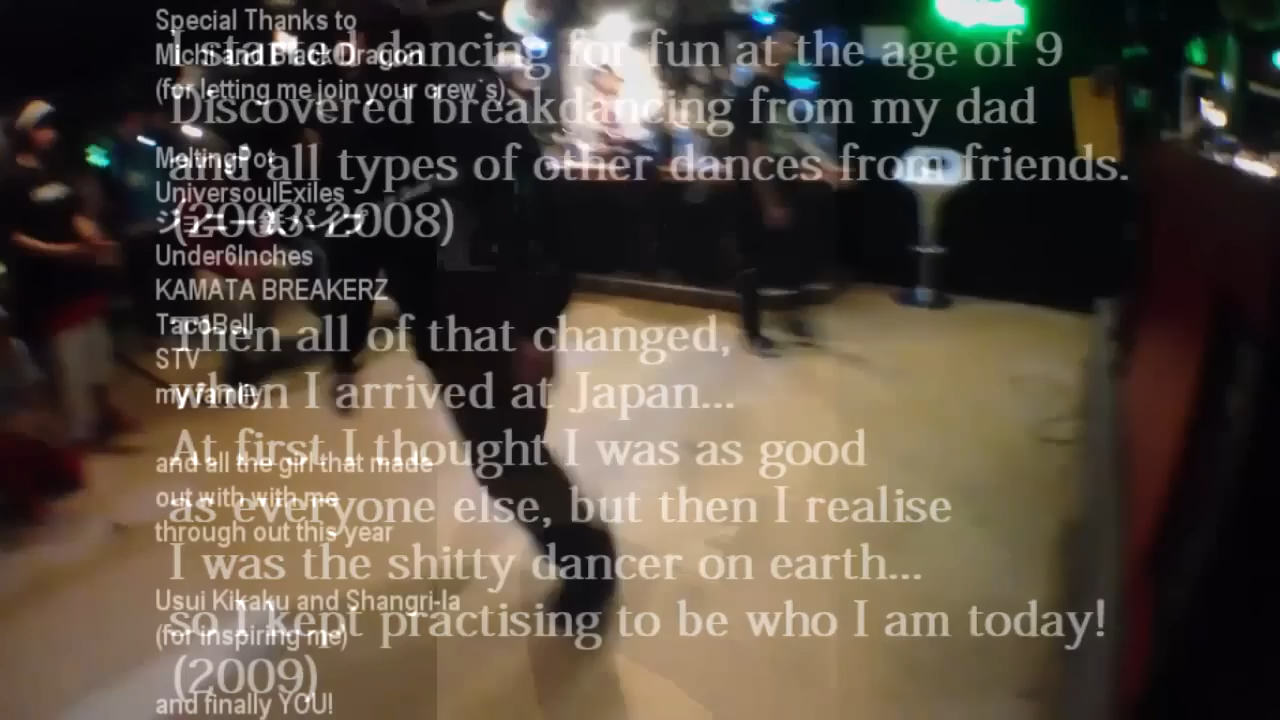 Special Thanks to
Mich and Black Dragon
(for letting me join your crew`s)
MeltingPot
UniversoulExiles
Under6Inches
KAMATA BREAKERZ
TacoBell
STV
my family
and all the girl that made
out with with me
through out this year
Usui Kikaku and Shangri-la
(for inspiring me)
and finally YOU!
I started dancing for fun at the age of 9
Discovered breakdancing from my dad
and all types of other dances from friends.
(2003-2008)
Then all of that changed,
when I arrived at Japan...
At first I thought I was as good
as everyone else, but then I realise
I was the shitty dancer on earth...
so I kept practising to be who I am today!
(2009)